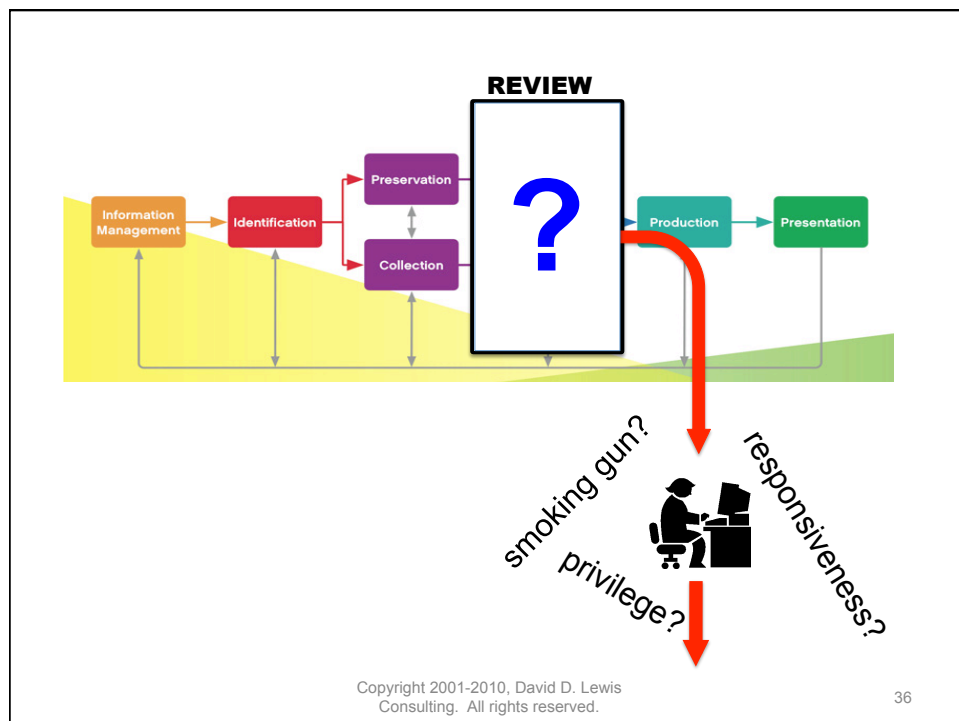 REVIEW
Preservation
?
Information
Management
Identification
Production
Presentation
Collection
smoking gun?
responsiveness?
privilege?
Copyright 2001-2010, David D. Lewis
Consulting.  All rights reserved.
36